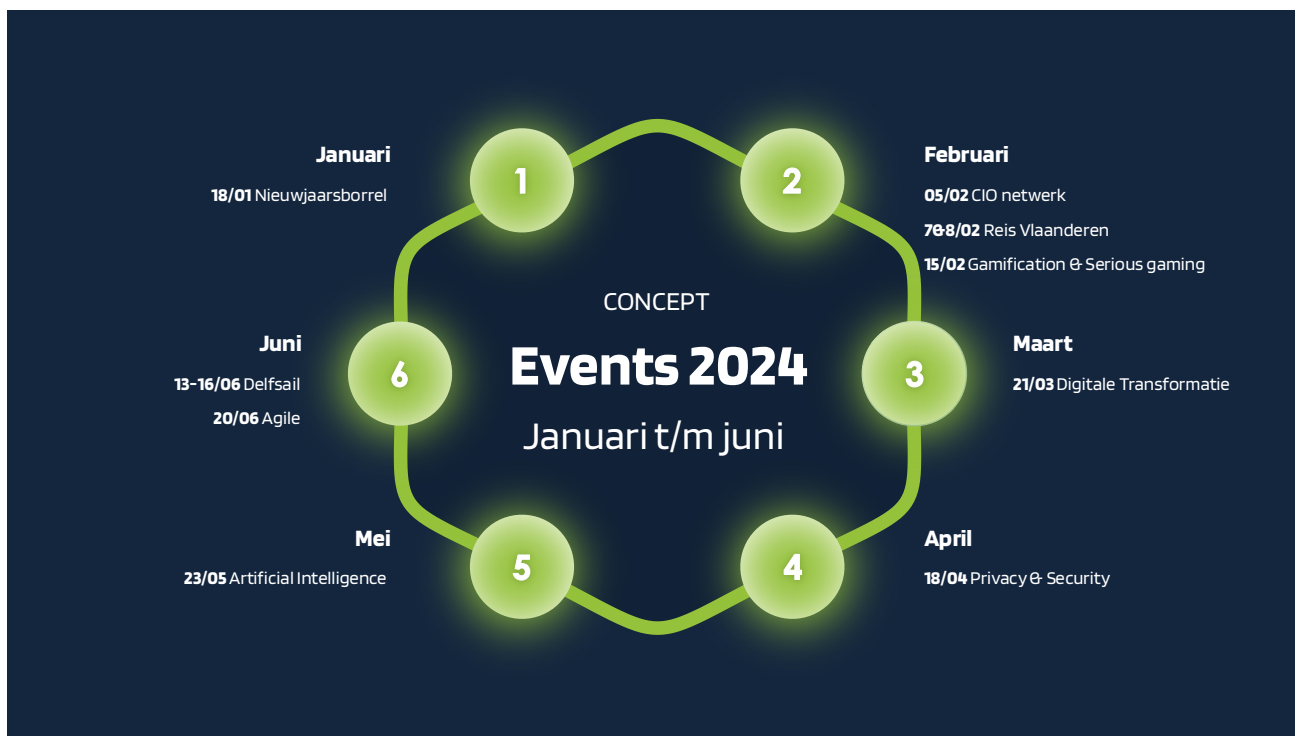 CONCEPT
Events 2024
Januari t/m juni
1
Januari
18/01 Nieuwjaarsborrel
2
Februari
05/02 CIO netwerk
7&8/02 Reis Vlaanderen
15/02 Gamification & Serious gaming
3
Maart
21/03 Digitale Transformatie
4
April
18/04 Privacy & Security
5
Mei
23/05 Artificial Intelligence
6
Juni
13-16/06 Delfsail
20/06 Agile